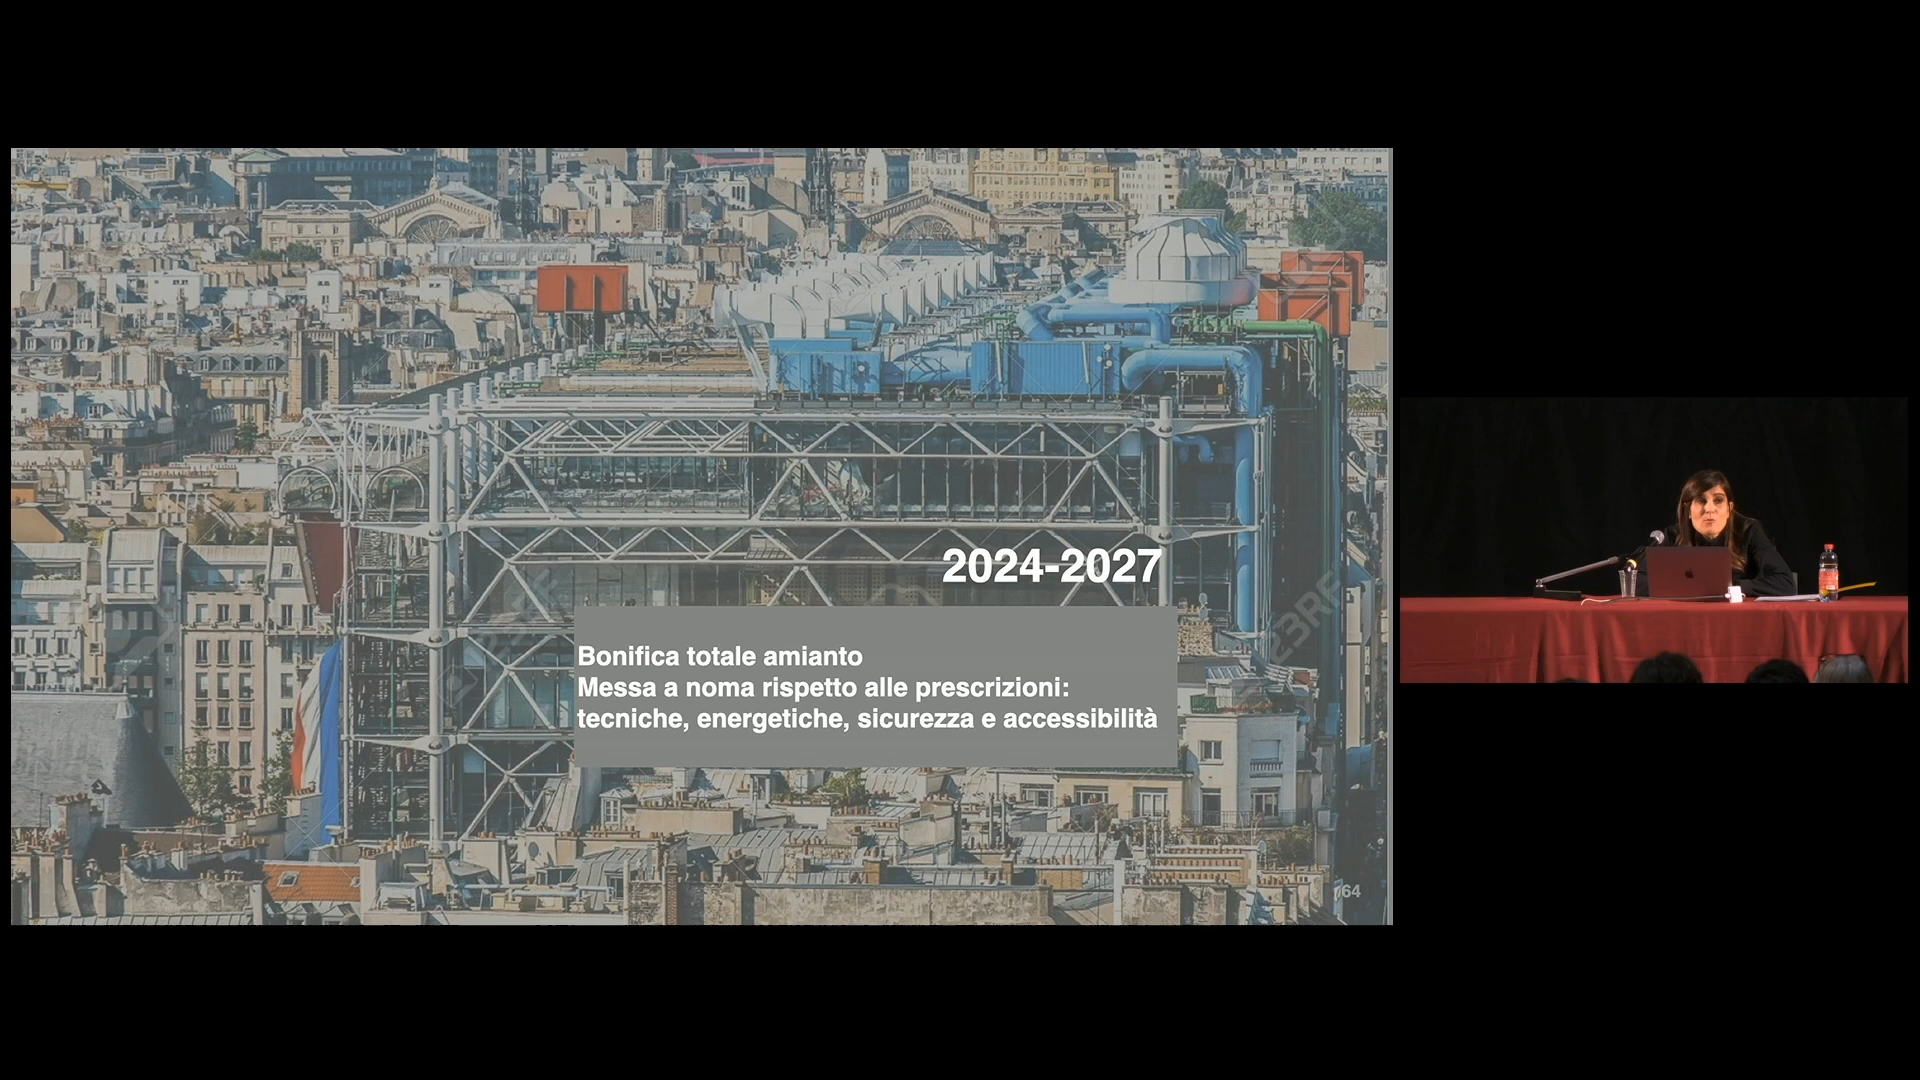 2024-2027
Bonifica totale amianto
Messa a noma rispetto alle prescrizioni:
tecniche, energetiche, sicurezza e accessibilità
64